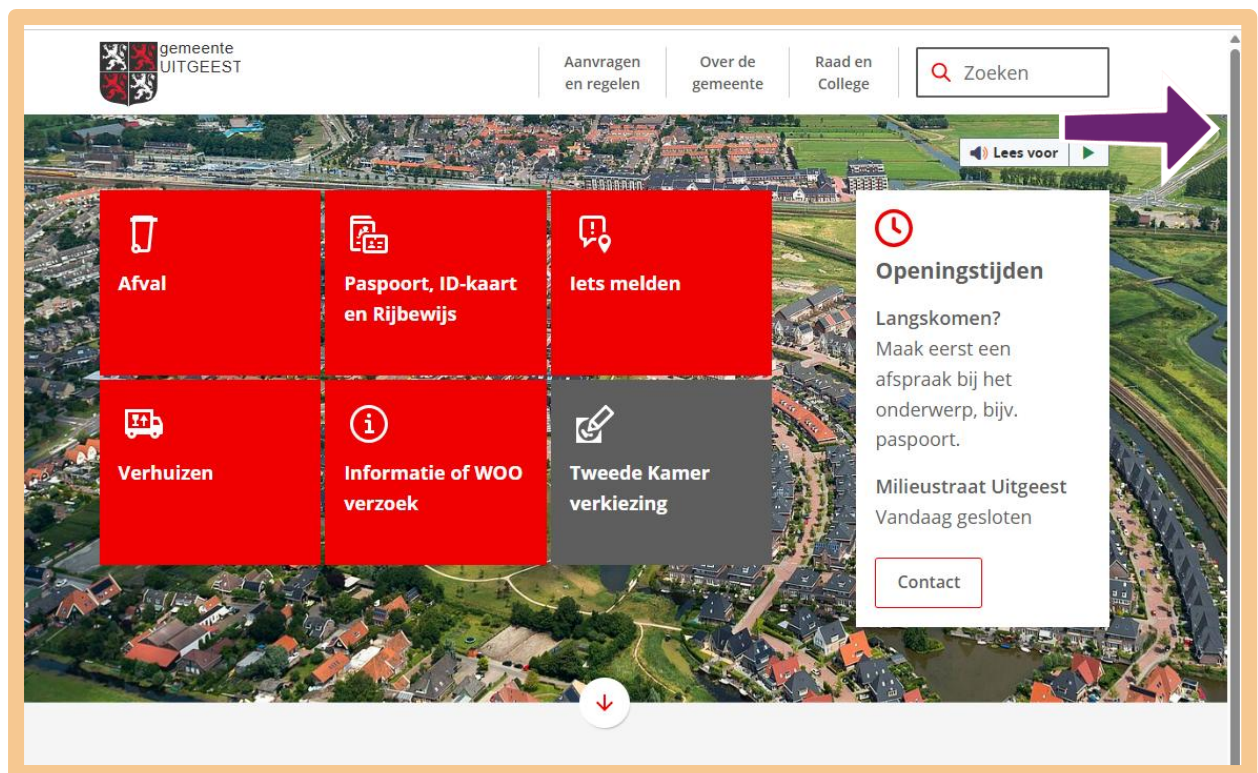 gemeente
UITGEEST
Aanvragen
en regelen
Over de
gemeente
Raad en
College
Zoeken
Lees voor
Afval
Paspoort, ID-kaart
en Rijbewijs
Iets melden
Verhuizen
Informatie of WOO
verzoek
Tweede Kamer
verkiezing
Openingstijden
Langskomen?
Maak eerst een
afspraak bij het
onderwerp, bijv.
paspoort.
Milieustraat Uitgeest
Vandaag gesloten
Contact